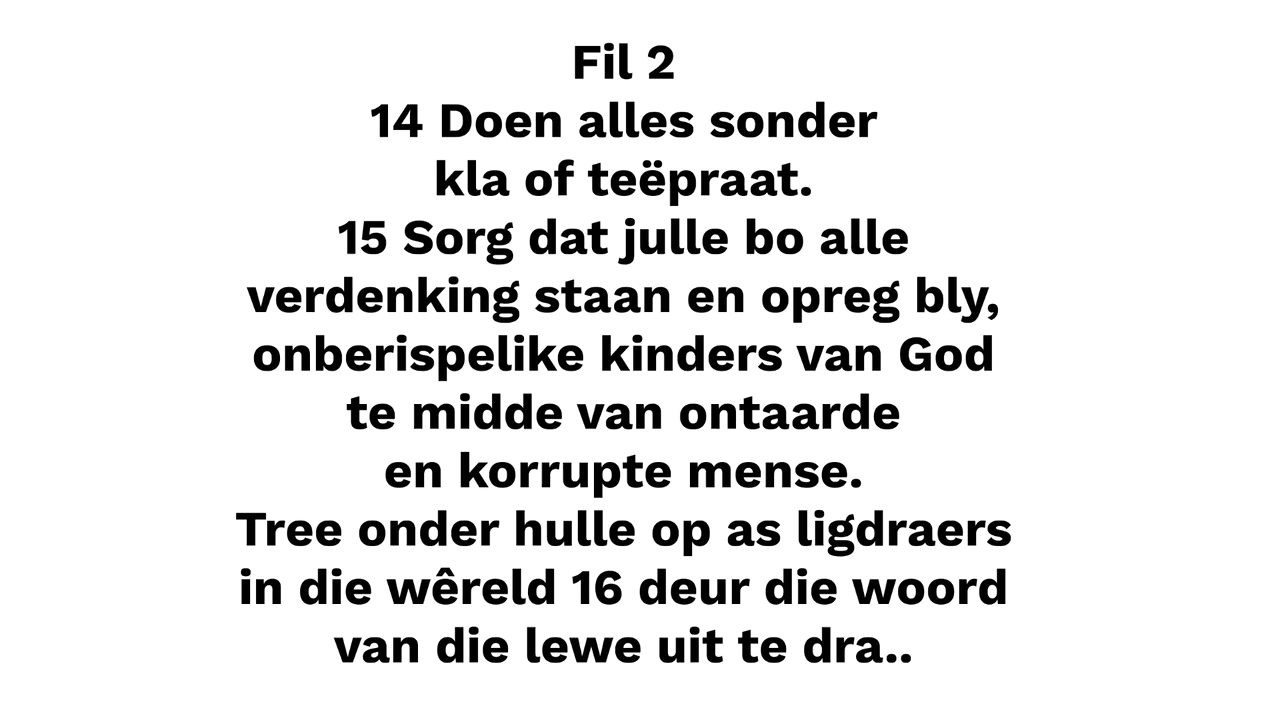 Fil 2
14 Doen alles sonder
kla of teëpraat.
15 Sorg dat julle bo alle
verdenking staan en opreg bly,
onberispelike kinders van God
te midde van ontaarde
en korrupte mense.
Tree onder hulle op as ligdraers
in die wêreld 16 deur die woord
van die lewe uit te dra..